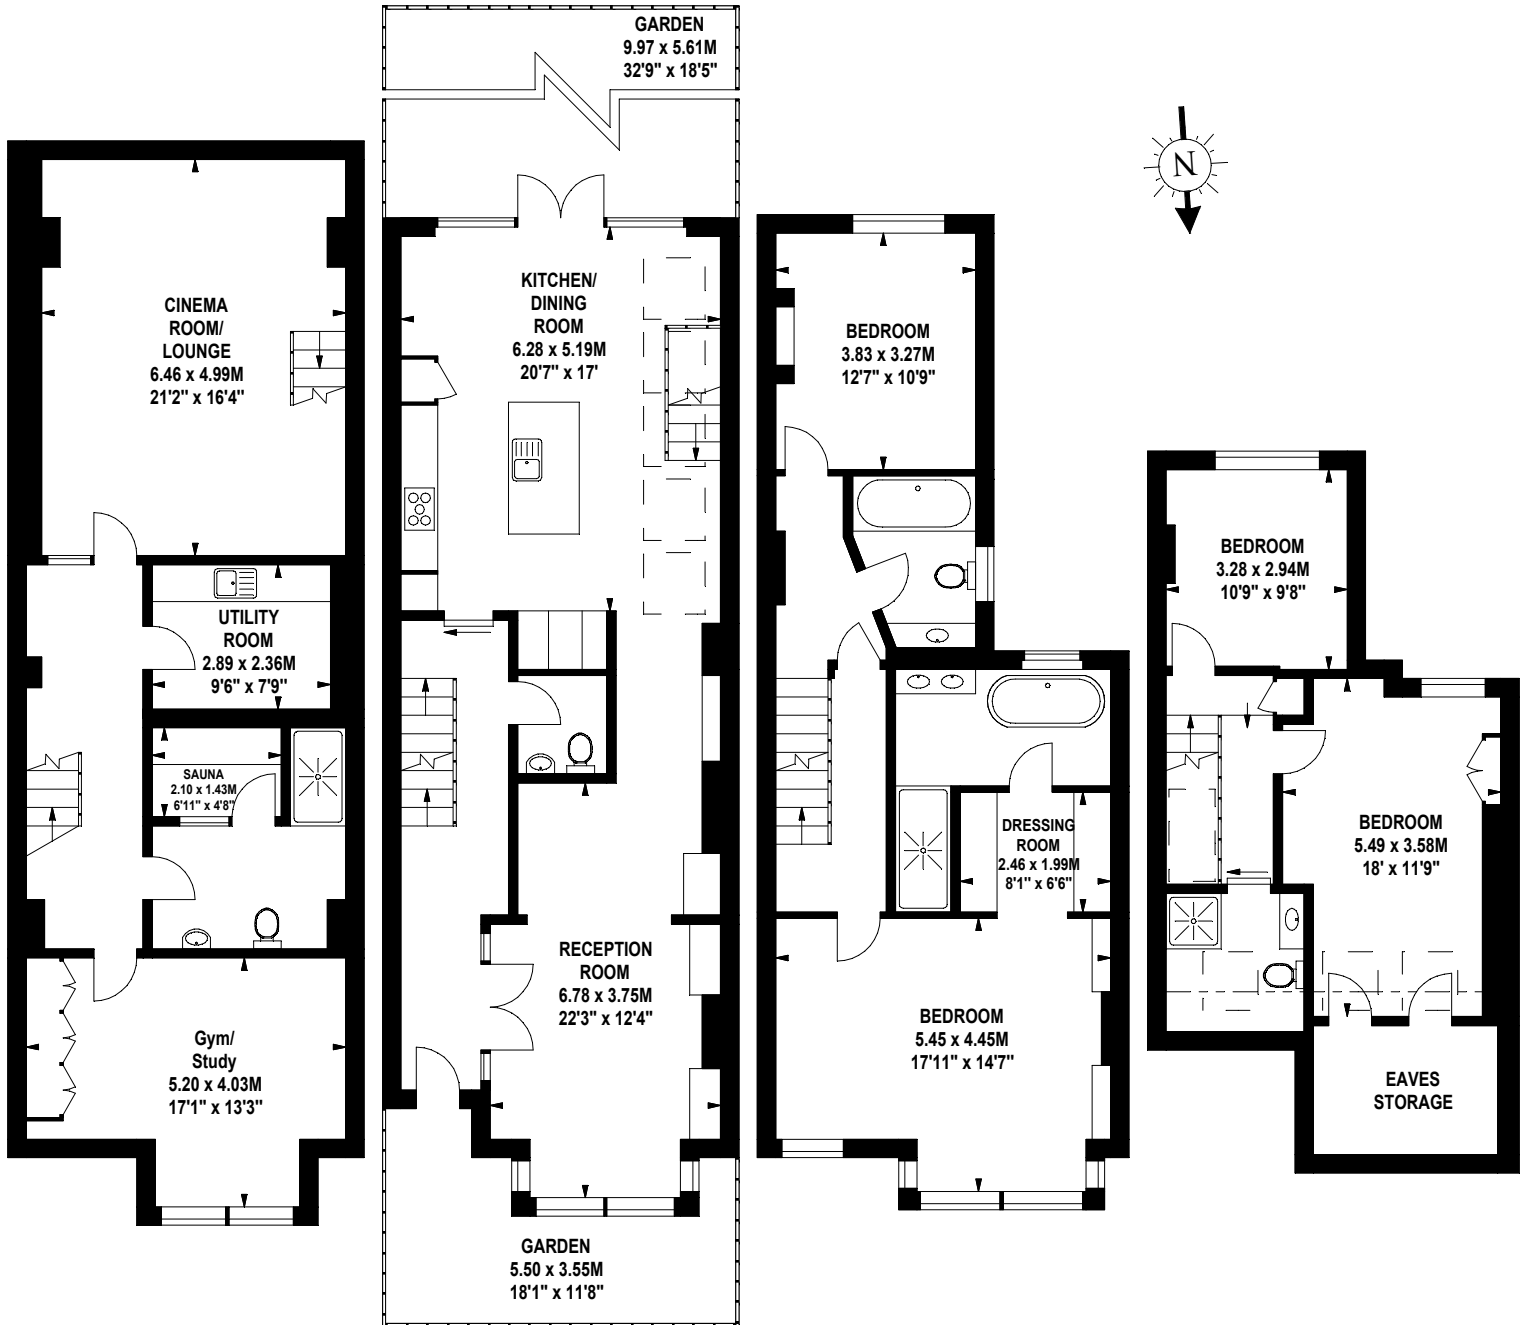 GARDEN
9.97 x 5.61M
32'9" x 18'5"
N
CINEMA
ROOM/
LOUNGE
6.46 x 4.99M
21'2" x 16'4"
UTILITY
ROOM
2.89 x 2.36M
9'6" x 7'9"
SAUNA
2.10 x 1.43M
6'11" x 4'8"
Gym/
Study
5.20 x 4.03M
17'1" x 13'3"
KITCHEN/
DINING
ROOM
6.28 x 5.19M
20'7" x 17'
RECEPTION
ROOM
6.78 x 3.75M
22'3" x 12'4"
GARDEN
5.50 x 3.55M
18'1" x 11'8"
BEDROOM
3.83 x 3.27M
12'7" x 10'9"
DRESSING
ROOM
2.46 x 1.99M
8'1" x 6'6"
BEDROOM
5.45 x 4.45M
17'11" x 14'7"
BEDROOM
3.28 x 2.94M
10'9" x 9'8"
BEDROOM
5.49 x 3.58M
18' x 11'9"
EAVES
STORAGE